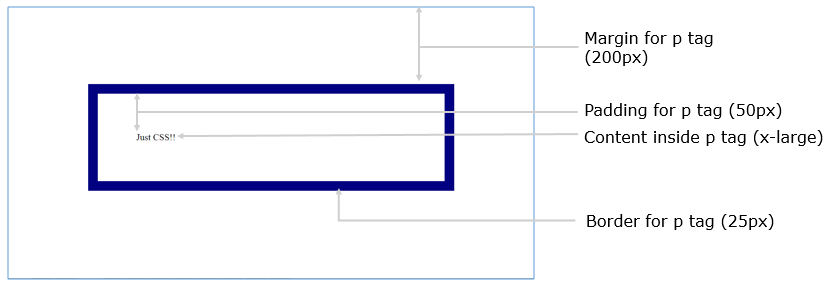 Margin for p tag
(200px)
Padding for p tag (50px)
Just CSS!!
Content inside p tag (x-large)
Border for p tag (25px)